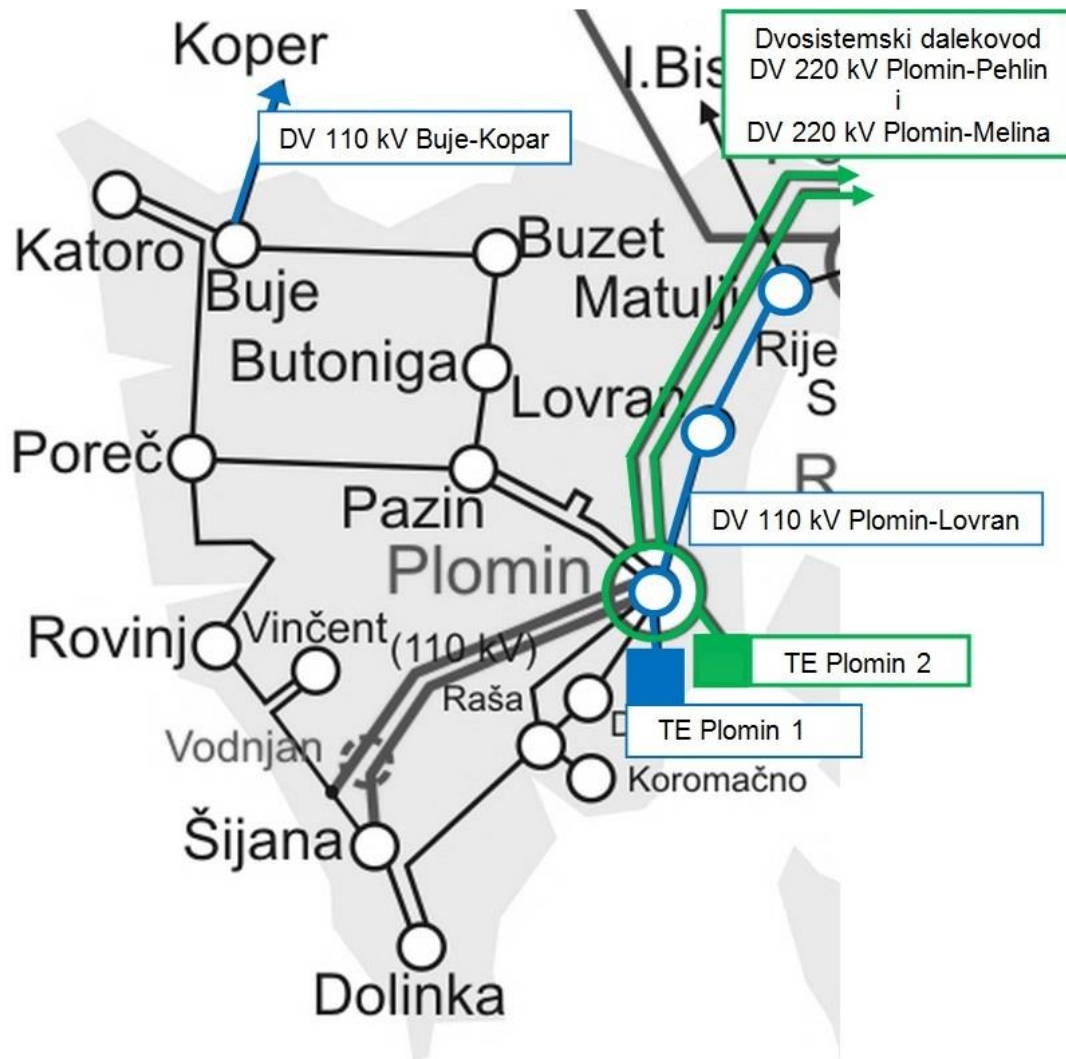 Koper
I.Bis
Dvosistemski dalekovod
DV 220 kV Plomin-Pehlin
i
DV 220 kV Plomin-Melina
DV 110 kV Buje-Kopar
Katoro
Buje
Buzet
Matulji
Butoniga
Lovran
Rije
S
Poreč
Pazin
R
DV 110 kV Plomin-Lovran
Plomin
Rovinj
Vinčent
(110 kV)
Raša
TE Plomin 2
TE Plomin 1
D
Vodnjan
Koromačno
Šijana
Dolinka